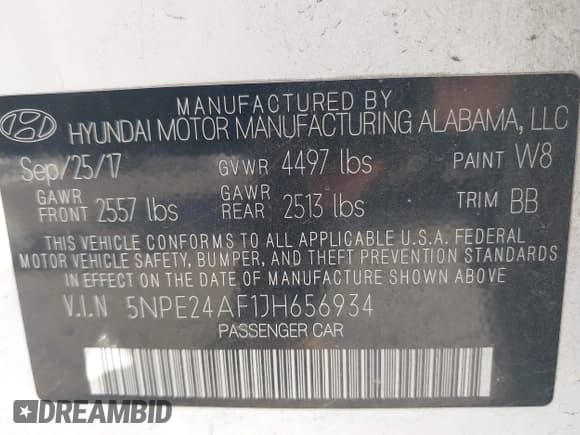 MANUFACTURED BY
HYUNDAI MOTOR MANUFACTURING ALABAMA, LLC
Sep/25/17 GVWR 4497 lbs PAINT W8
GAWR FRONT 2557 lbs GAWR REAR 2513 lbs TRIM BB
THIS VEHICLE CONFORMS TO ALL APPLICABLE U.S.A. FEDERAL
MOTOR VEHICLE SAFETY, BUMPER, AND THEFT PREVENTION STANDARDS
IN EFFECT ON THE DATE OF MANUFACTURE SHOWN ABOVE
V.I.N 5NPE24AF1JH656934
PASSENGER CAR
DREAMBID